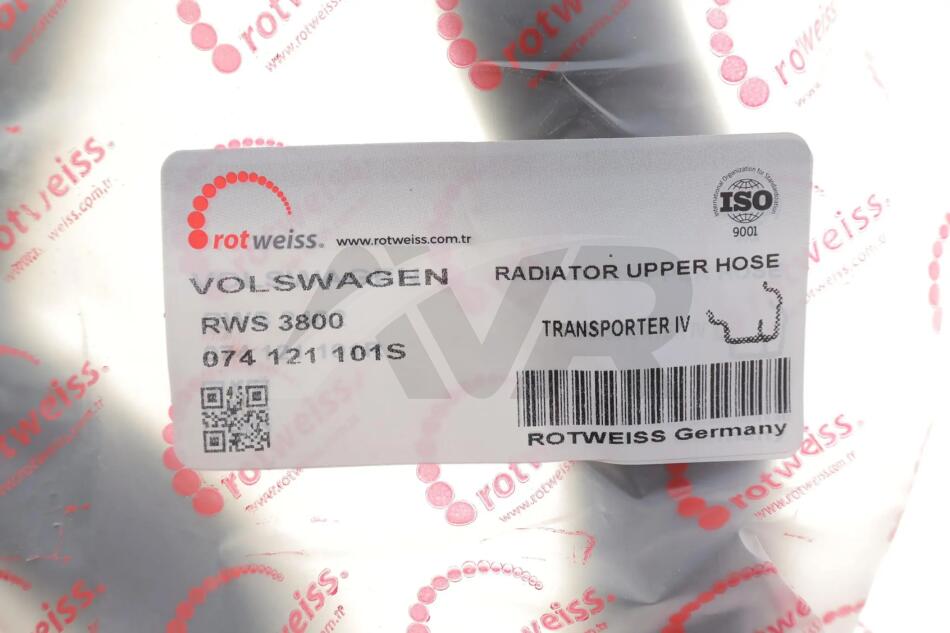 rotweiss.
www.rotweiss.com.tr
International Organization for Standardization
ISO
9001
VOLSWAGEN
RADIATOR UPPER HOSE
RWS 3800
TRANSPORTER IV
074 121 101S
ROTWEISS Germany
AVR
rotweiss.
www.rotweiss.com.tr